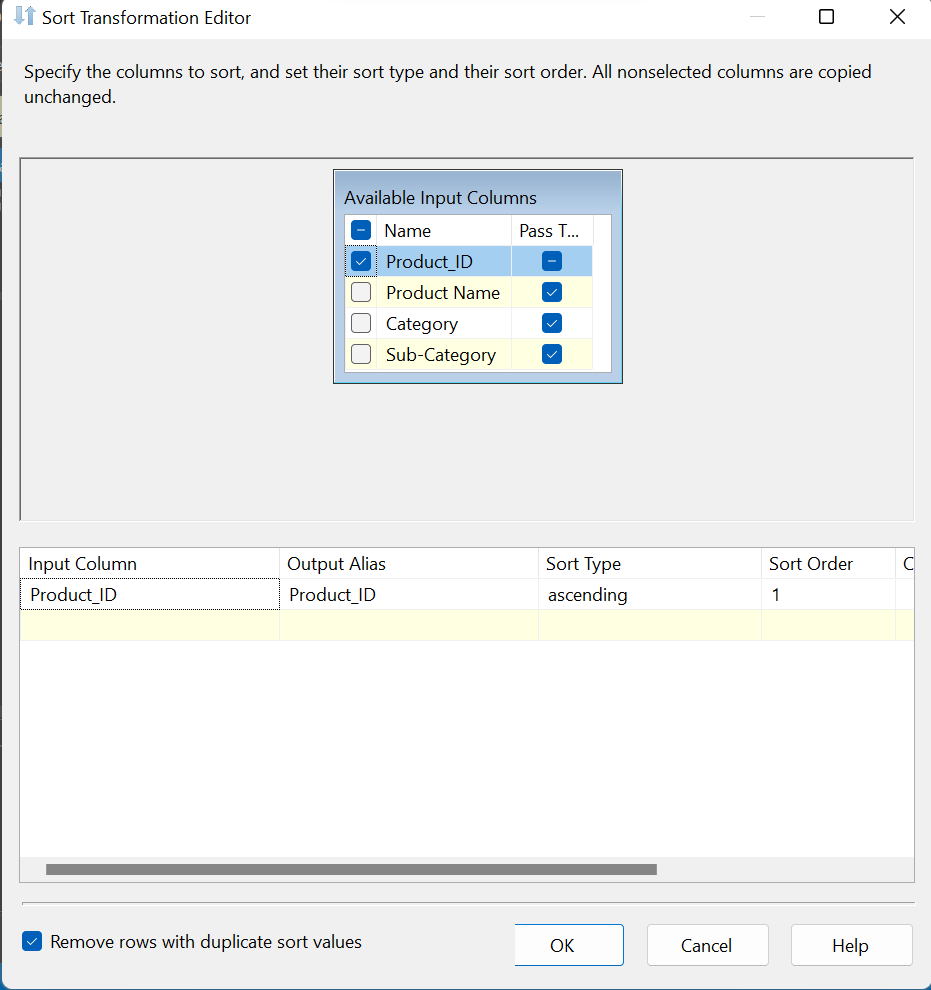 Sort Transformation Editor
Specify the columns to sort, and set their sort type and their sort order. All nonselected columns are copied
unchanged.
Available Input Columns
Name Pass T...
Product_ID
Product Name
Category
Sub-Category
Input Column Output Alias Sort Type Sort Order C
Product_ID Product_ID ascending 1
Remove rows with duplicate sort values OK Cancel Help